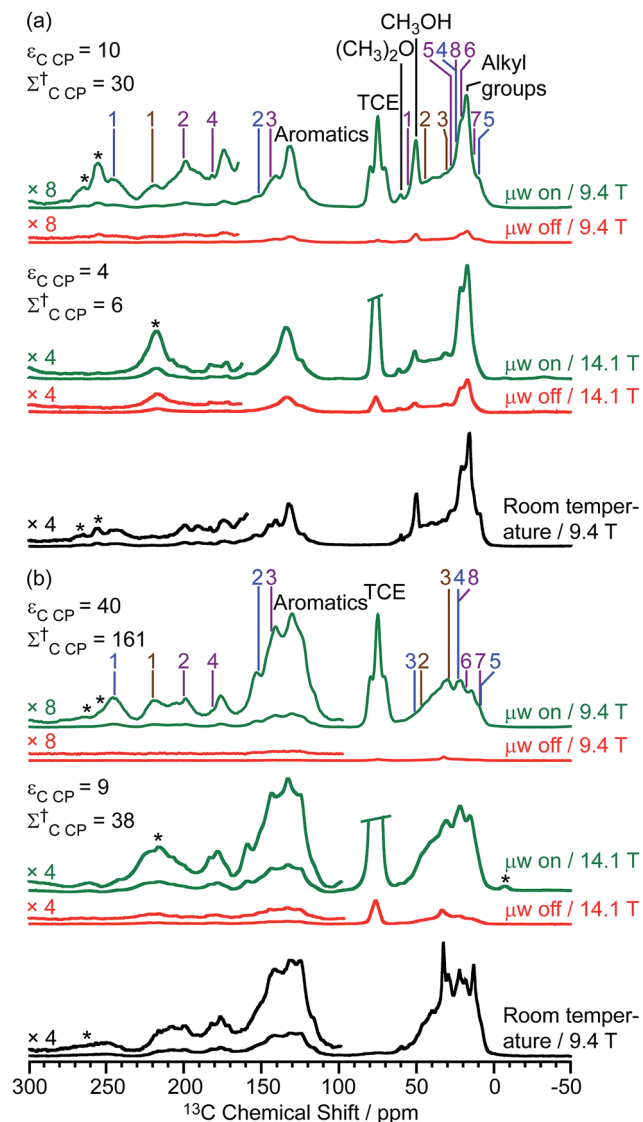 (a)
CH₃OH
ε_C CP = 10
(CH₃)₂O
5 4 8 6
Alkyl
groups
Σ†_C CP = 30
TCE
1 1 2 4 2 3 Aromatics 1 2 3 7 5
* *
× 8
μw on / 9.4 T
× 8
μw off / 9.4 T
ε_C CP = 4
Σ†_C CP = 6
*
× 4
μw on / 14.1 T
× 4
μw off / 14.1 T
* *
× 4
Room temper-
ature / 9.4 T
(b)
ε_C CP = 40
2 3 Aromatics TCE 3 4 8
Σ†_C CP = 161
1 1 2 4 3 2 6 7 5
* *
× 8
μw on / 9.4 T
× 8
μw off / 9.4 T
ε_C CP = 9
Σ†_C CP = 38
*
× 4
μw on / 14.1 T
*
× 4
μw off / 14.1 T
× 4
*
Room temper-
ature / 9.4 T
300 250 200 150 100 50 0 -50
¹³C Chemical Shift / ppm